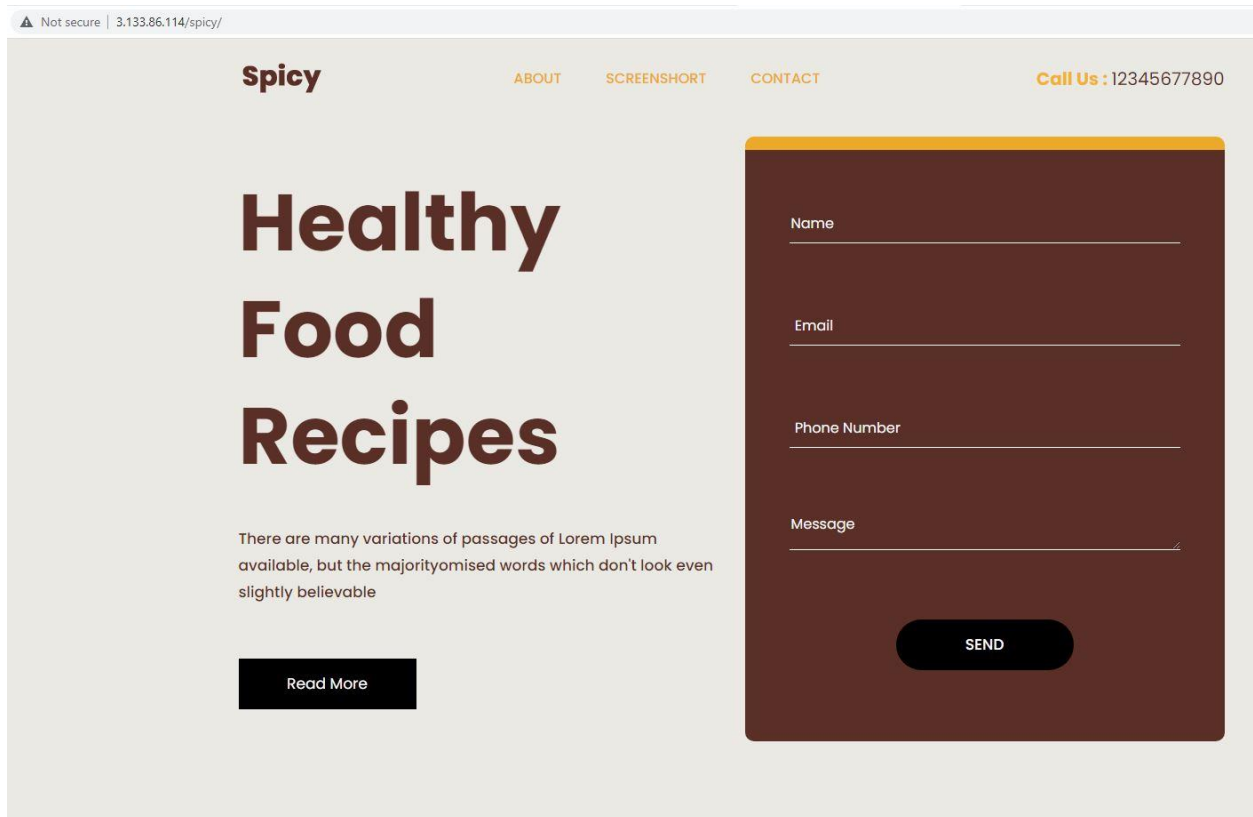 Not secure | 3.133.86.114/spicy/
Spicy ABOUT SCREENSHORT CONTACT Call Us : 12345677890
Healthy
Food
Recipes
There are many variations of passages of Lorem Ipsum
available, but the majorityomised words which don't look even
slightly believable
Read More
Name
Email
Phone Number
Message
SEND